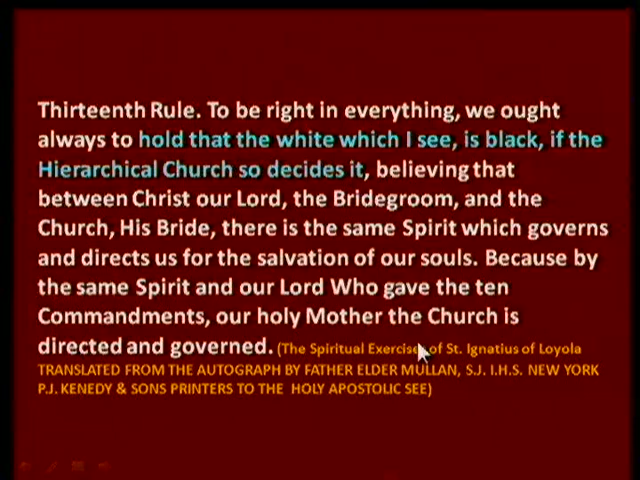 Thirteenth Rule. To be right in everything, we ought
always to hold that the white which I see, is black, if the
Hierarchical Church so decides it, believing that
between Christ our Lord, the Bridegroom, and the
Church, His Bride, there is the same Spirit which governs
and directs us for the salvation of our souls. Because by
the same Spirit and our Lord Who gave the ten
Commandments, our holy Mother the Church is
directed and governed. (The Spiritual Exercises of St. Ignatius of Loyola
TRANSLATED FROM THE AUTOGRAPH BY FATHER ELDER MULLAN, S.J. I.H.S. NEW YORK
P.J. KENEDY & SONS PRINTERS TO THE HOLY APOSTOLIC SEE)